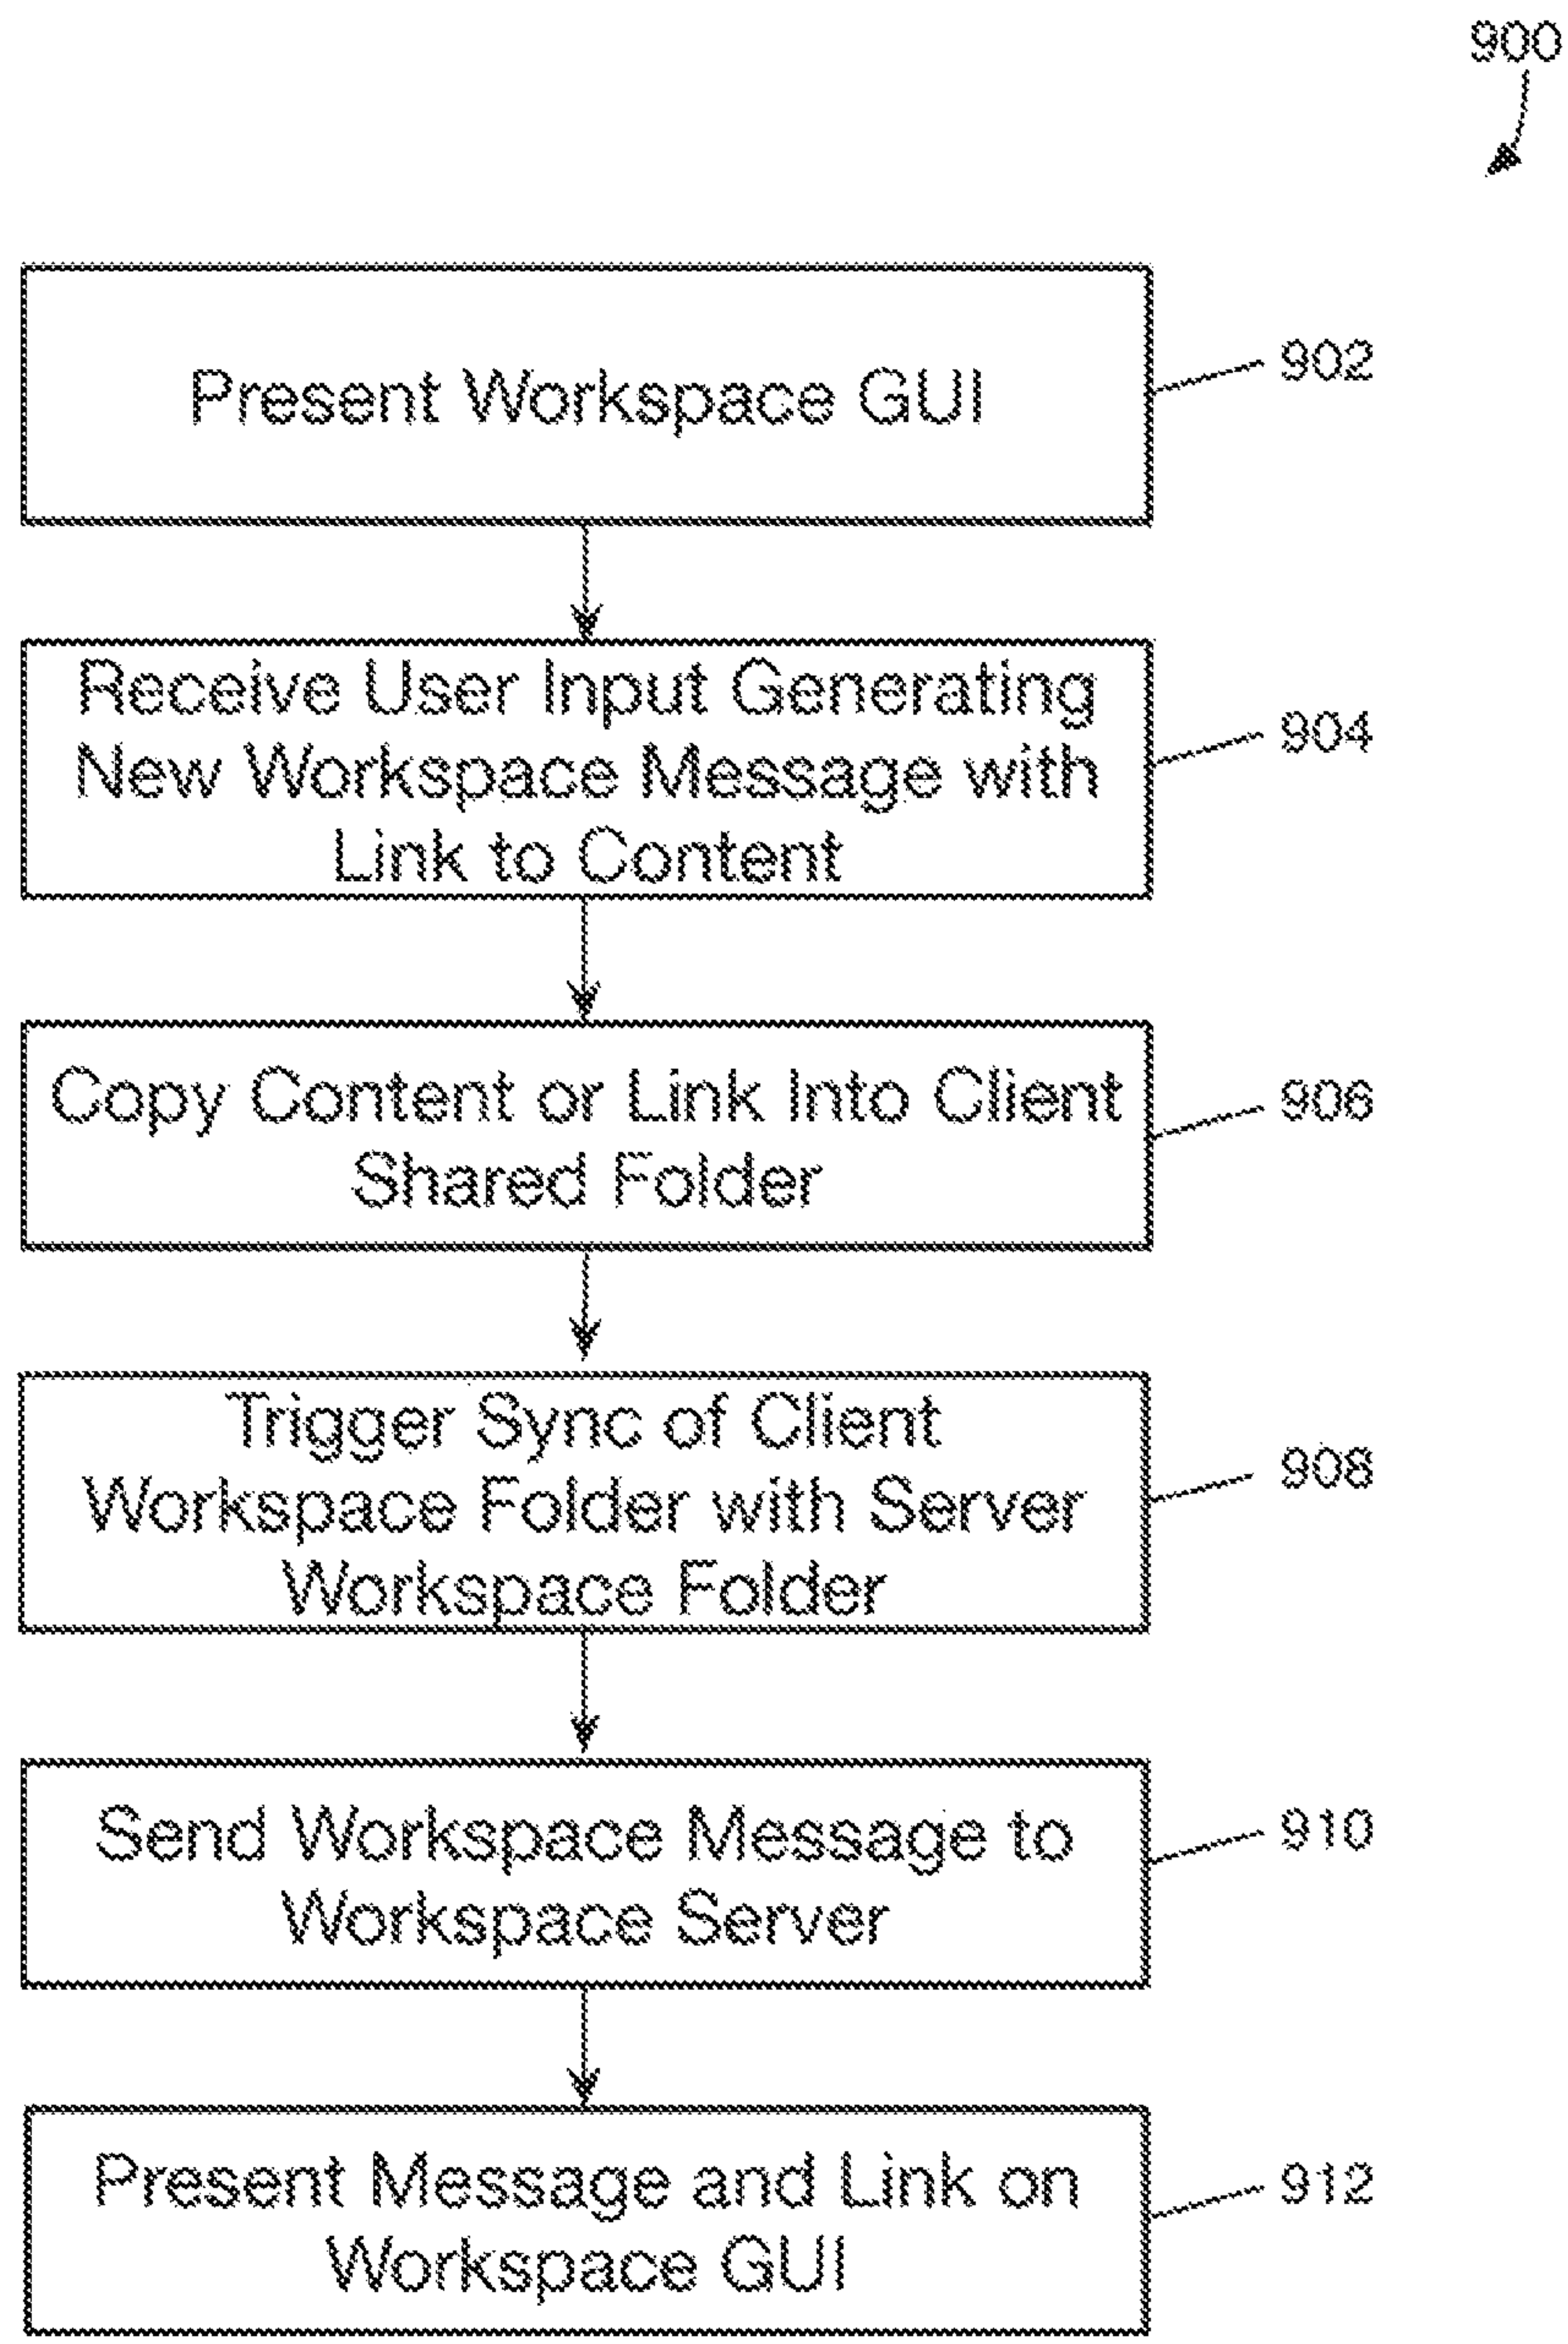 900
Present Workspace GUI
902
Receive User Input Generating
New Workspace Message with
Link to Content
904
Copy Content or Link Into Client
Shared Folder
906
Trigger Sync of Client
Workspace Folder with Server
Workspace Folder
908
Send Workspace Message to
Workspace Server
910
Present Message and Link on
Workspace GUI
912